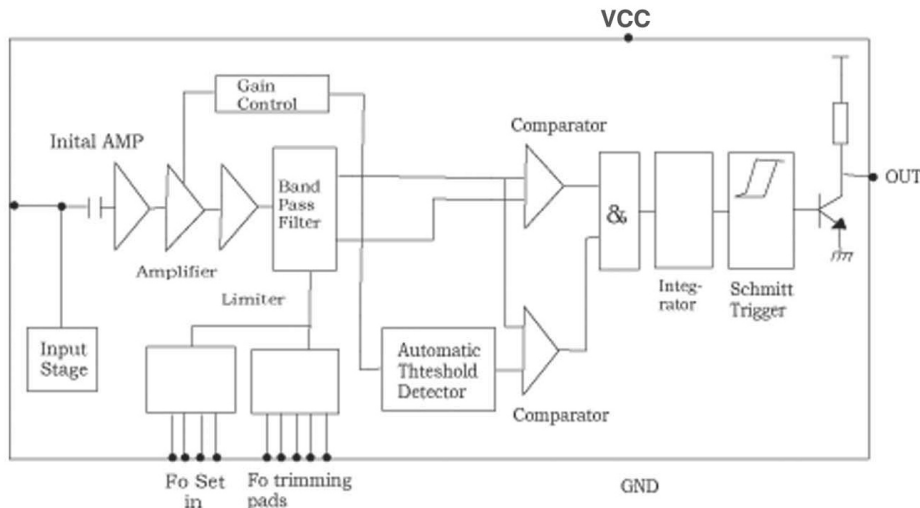 VCC
Gain
Control
Inital AMP
Comparator
Band
Pass
Filter
&
OUT
Amplifier
Limiter
Integ-
rator
Schmitt
Trigger
Input
Stage
Automatic
Thteshold
Detector
Comparator
Fo Set
in
Fo trimming
pads
GND